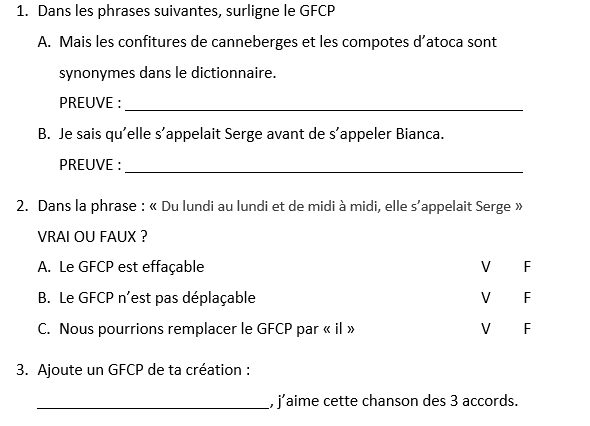 1. Dans les phrases suivantes, surligne le GFCP
A. Mais les confitures de canneberges et les compotes d’atoca sont
synonymes dans le dictionnaire.
PREUVE :
B. Je sais qu’elle s’appelait Serge avant de s’appeler Bianca.
PREUVE :
2. Dans la phrase : « Du lundi au lundi et de midi à midi, elle s’appelait Serge »
VRAI OU FAUX ?
A. Le GFCP est effaçable V F
B. Le GFCP n’est pas déplaçable V F
C. Nous pourrions remplacer le GFCP par « il » V F
3. Ajoute un GFCP de ta création :
, j’aime cette chanson des 3 accords.